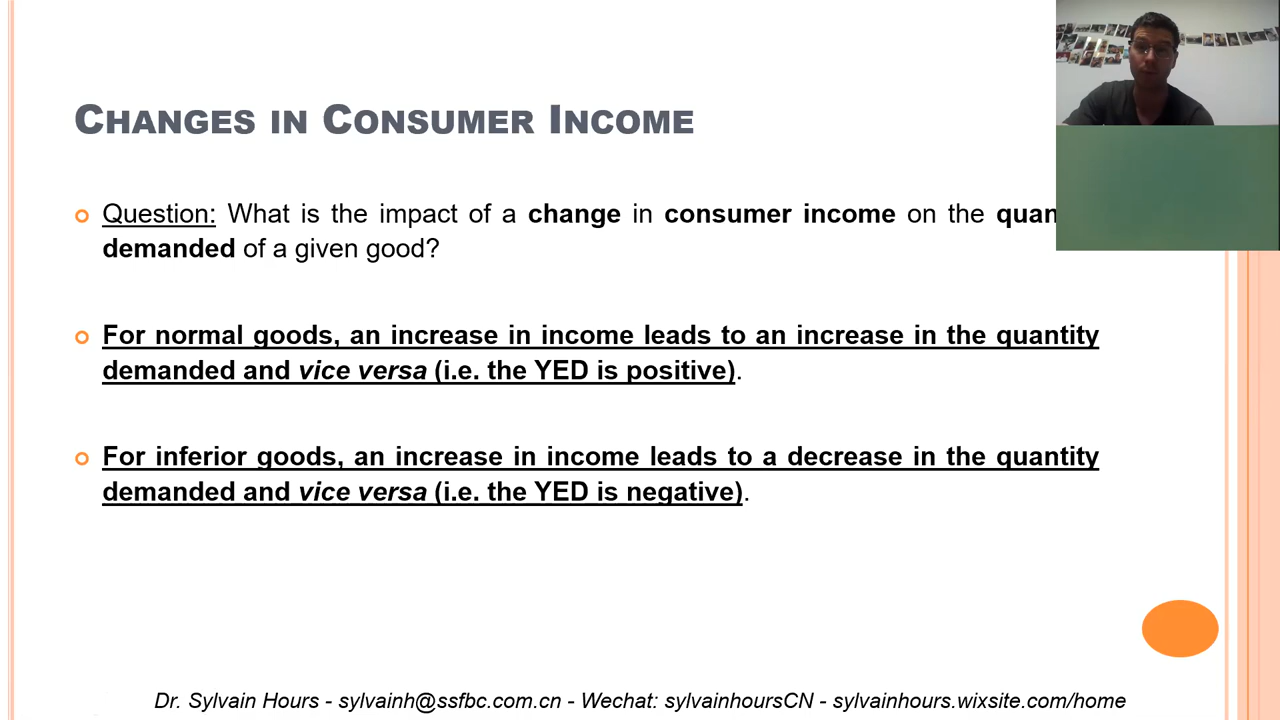 CHANGES IN CONSUMER INCOME
Question: What is the impact of a change in consumer income on the
demanded of a given good?
For normal goods, an increase in income leads to an increase in the quantity
demanded and vice versa (i.e. the YED is positive).
For inferior goods, an increase in income leads to a decrease in the quantity
demanded and vice versa (i.e. the YED is negative).
Dr. Sylvain Hours - sylvainh@ssfbc.com.cn - Wechat: sylvainhoursCN - sylvainhours.wixsite.com/home